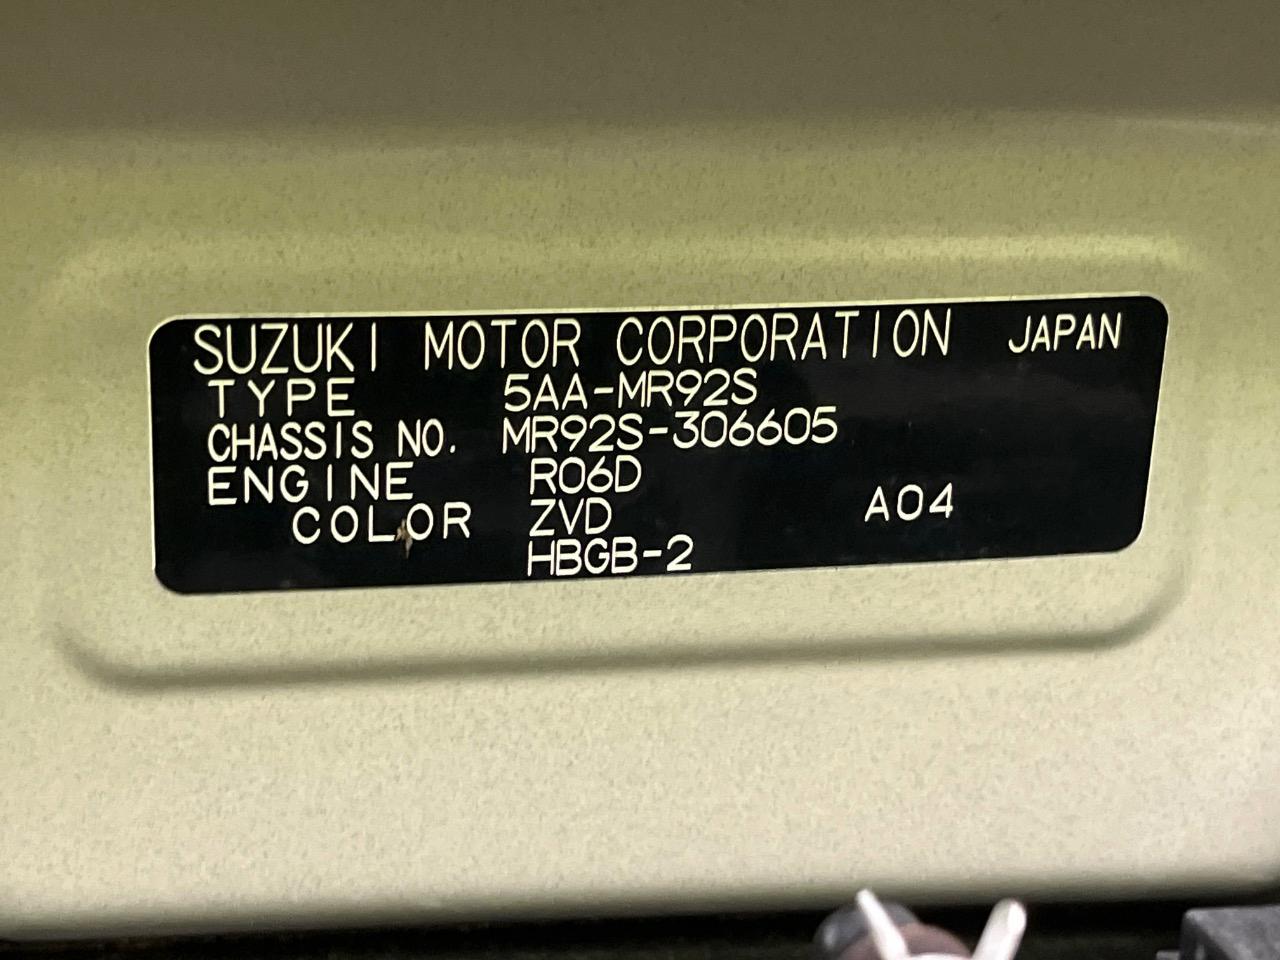 SUZUKI MOTOR CORPORATION JAPAN
TYPE 5AA-MR92S
CHASSIS NO. MR92S-306605
ENGINE R06D
COLOR ZVD A04
HBGB-2